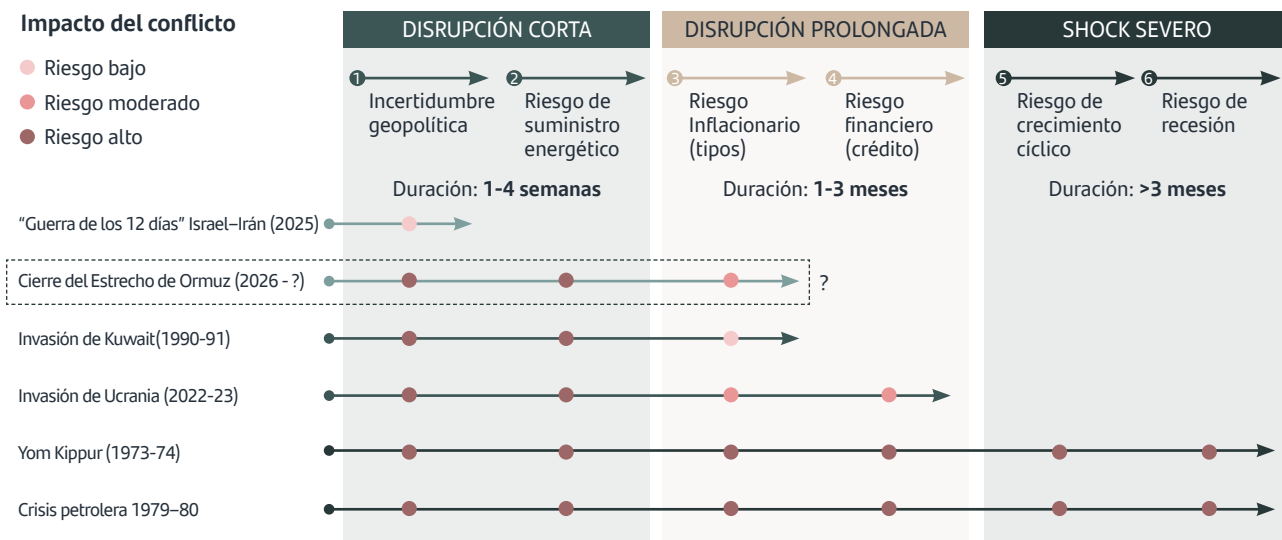 Impacto del conflicto
Riesgo bajo
Riesgo moderado
Riesgo alto
DISRUPCIÓN CORTA
DISRUPCIÓN PROLONGADA
SHOCK SEVERO
1
Incertidumbre
geopolítica
2
Riesgo de
suministro
energético
3
Riesgo
Inflacionario
(tipos)
4
Riesgo
financiero
(crédito)
5
Riesgo de
crecimiento
cíclico
6
Riesgo de
recesión
Duración: 1-4 semanas
Duración: 1-3 meses
Duración: >3 meses
“Guerra de los 12 días” Israel–Irán (2025)
Cierre del Estrecho de Ormuz (2026 - ?)
?
Invasión de Kuwait(1990-91)
Invasión de Ucrania (2022-23)
Yom Kippur (1973-74)
Crisis petrolera 1979–80